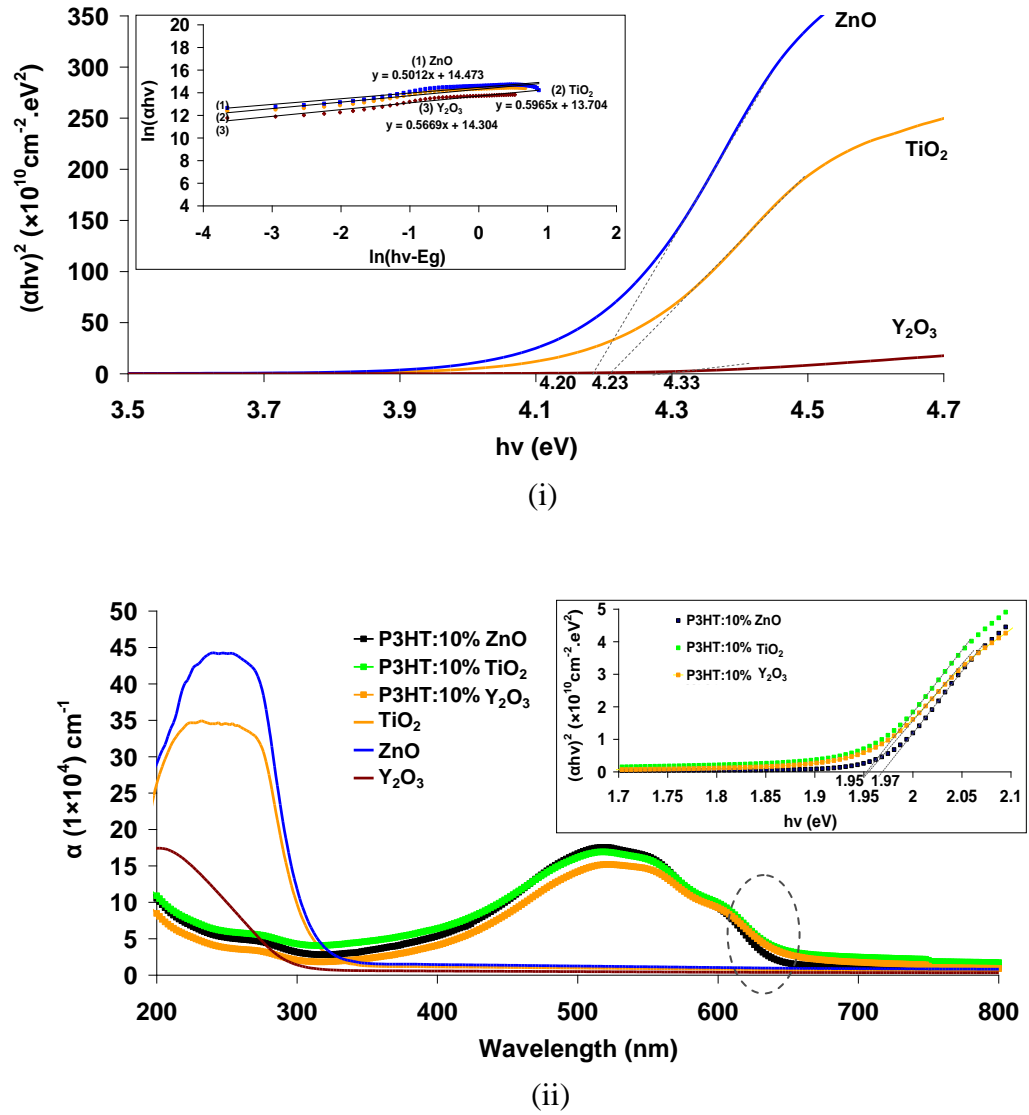 ZnO
TiO₂
Y₂O₃
(αhν)² (×10¹⁰cm⁻².eV²)
350
300
250
200
150
100
50
0
3.5 3.7 3.9 4.1 4.3 4.5 4.7
4.20 4.23 4.33
hν (eV)
ln(αhν)
20
18
16
14
12
10
8
6
4
(1) ZnO
y = 0.5012x + 14.473
(2) TiO₂
y = 0.5965x + 13.704
(3) Y₂O₃
y = 0.5669x + 14.304
(1)
(2)
(3)
-4 -3 -2 -1 0 1 2
ln(hν-Eg)
(i)
α (1×10⁴) cm⁻¹
50
45
40
35
30
25
20
15
10
5
0
P3HT:10% ZnO
P3HT:10% TiO₂
P3HT:10% Y₂O₃
TiO₂
ZnO
Y₂O₃
(αhν)² (×10¹⁰cm⁻².eV²)
5
4
3
2
1
0
P3HT:10% ZnO
P3HT:10% TiO₂
P3HT:10% Y₂O₃
1.95 1.97
1.7 1.75 1.8 1.85 1.9 1.95 2 2.05 2.1
hν (eV)
200 300 400 500 600 700 800
Wavelength (nm)
(ii)